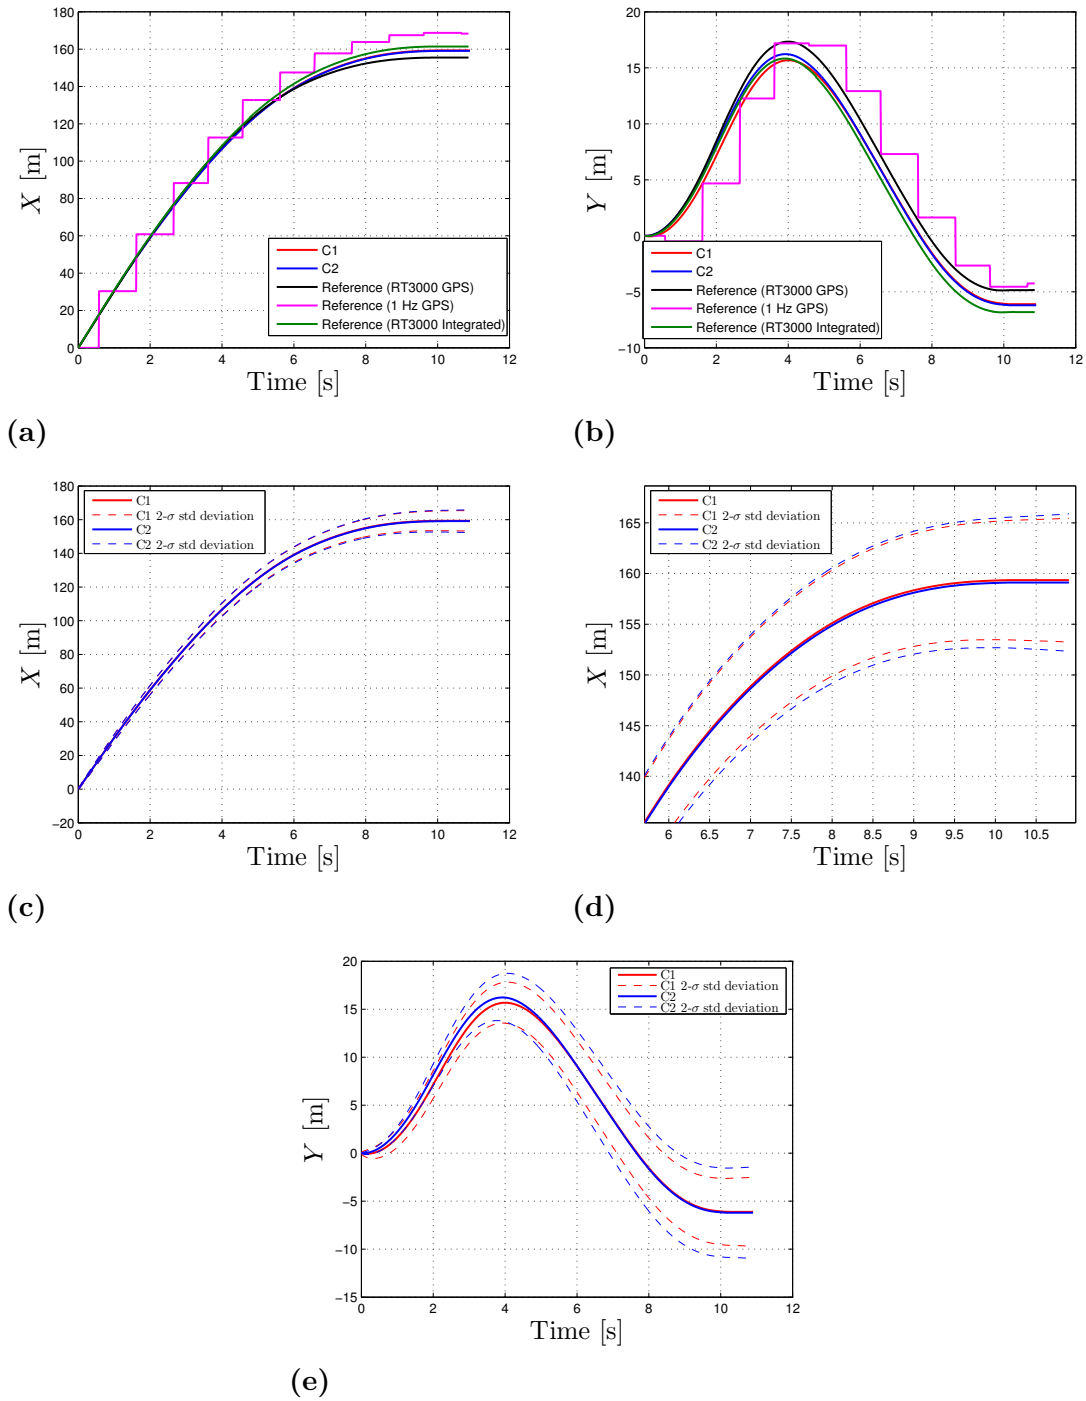 180
160
140
120
100
80
60
40
20
0
X [m]
C1
C2
Reference (RT3000 GPS)
Reference (1 Hz GPS)
Reference (RT3000 Integrated)
0 2 4 6 8 10 12
Time [s]
(a)
20
15
10
5
0
−5
−10
Y [m]
C1
C2
Reference (RT3000 GPS)
Reference (1 Hz GPS)
Reference (RT3000 Integrated)
0 2 4 6 8 10 12
Time [s]
(b)
180
160
140
120
100
80
60
40
20
0
−20
X [m]
C1
C1 2-σ std deviation
C2
C2 2-σ std deviation
0 2 4 6 8 10 12
Time [s]
(c)
165
160
155
150
145
140
X [m]
C1
C1 2-σ std deviation
C2
C2 2-σ std deviation
6 6.5 7 7.5 8 8.5 9 9.5 10 10.5
Time [s]
(d)
20
15
10
5
0
−5
−10
−15
Y [m]
C1
C1 2-σ std deviation
C2
C2 2-σ std deviation
0 2 4 6 8 10 12
Time [s]
(e)